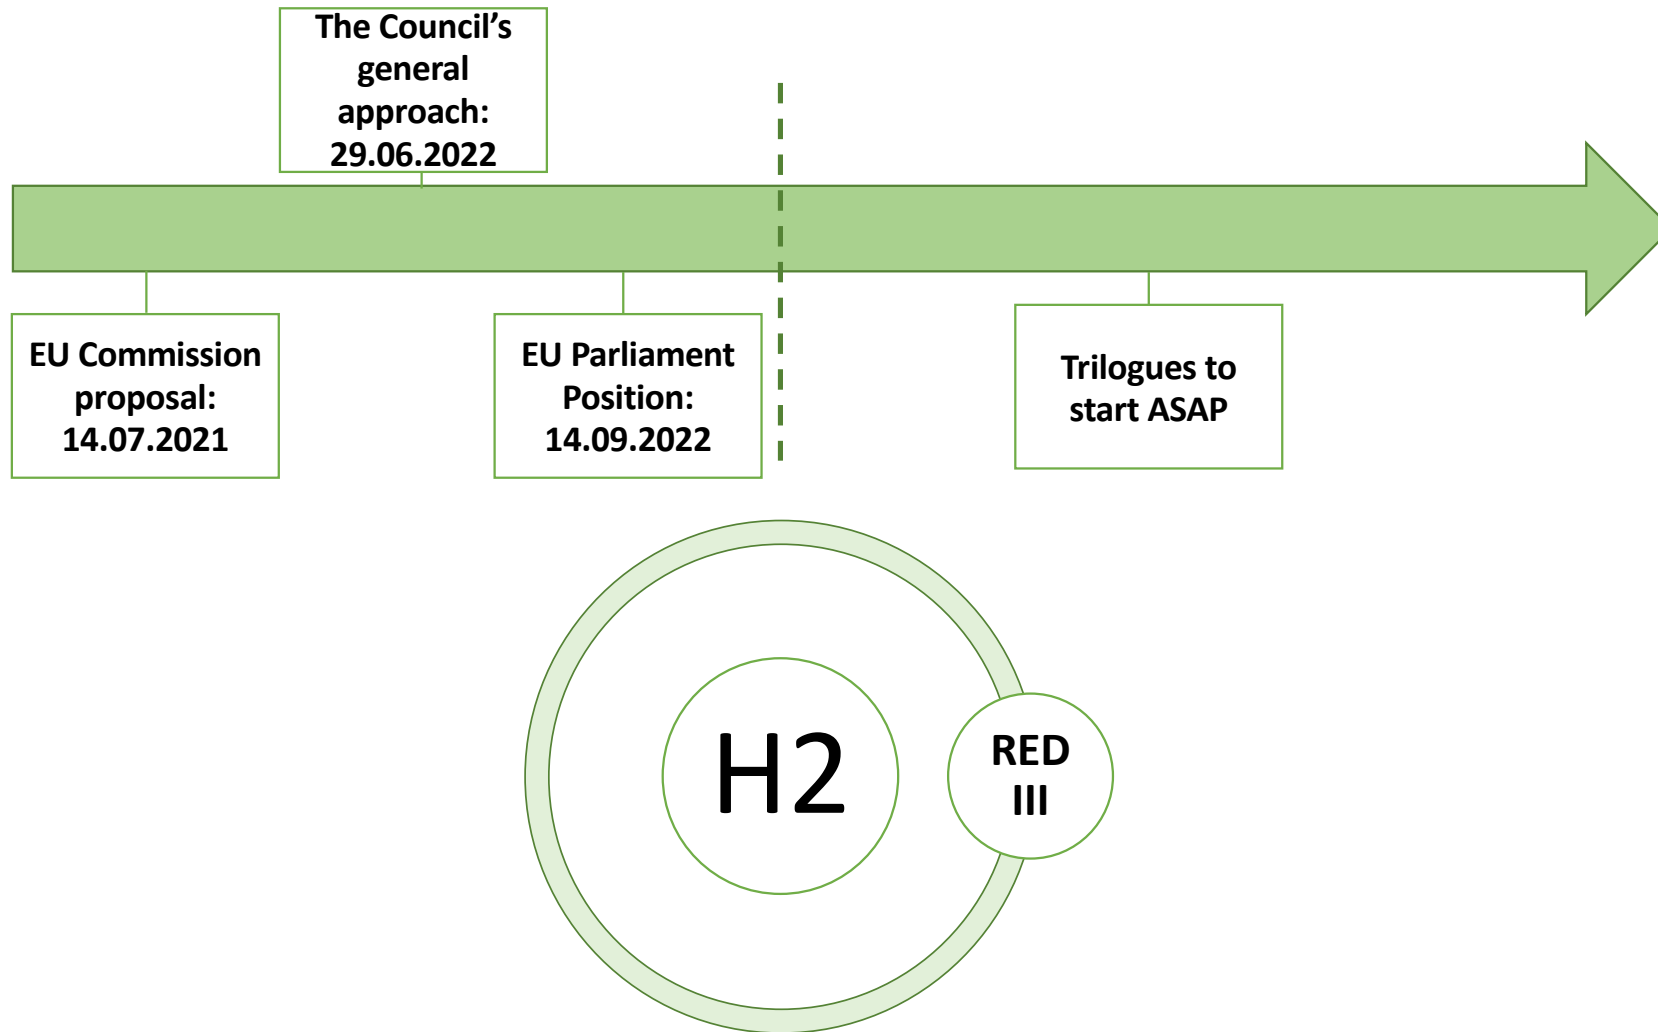 The Council’s
general
approach:
29.06.2022
EU Commission
proposal:
14.07.2021
EU Parliament
Position:
14.09.2022
Trilogues to
start ASAP
H2
RED
III